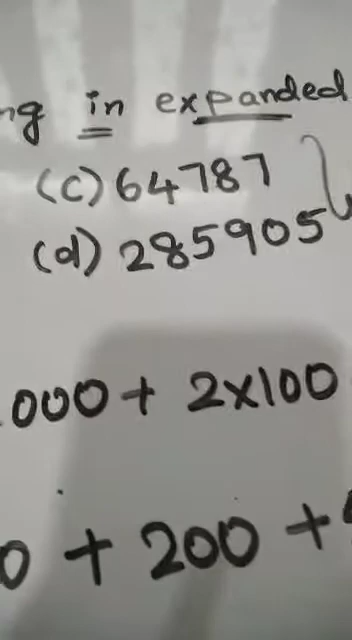 in expanded
(c) 64787
(d) 285905
000 + 2x100
0 + 200 +